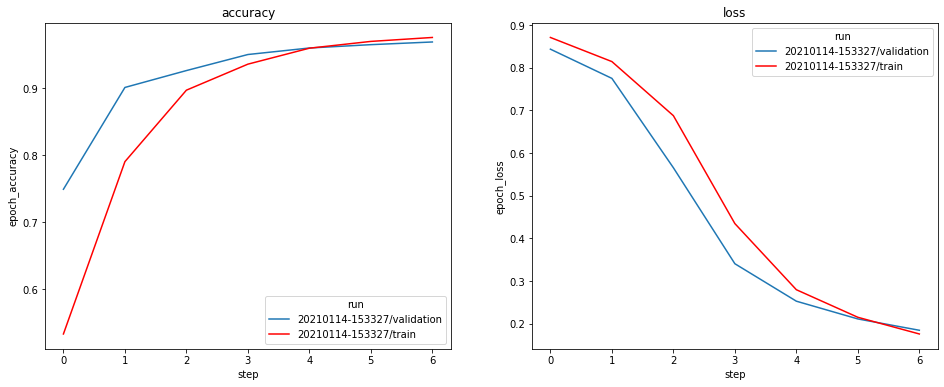 accuracy
epoch_accuracy
0.9
0.8
0.7
0.6
run
20210114-153327/validation
20210114-153327/train
0 1 2 3 4 5 6
step
loss
epoch_loss
0.9
0.8
0.7
0.6
0.5
0.4
0.3
0.2
run
20210114-153327/validation
20210114-153327/train
0 1 2 3 4 5 6
step